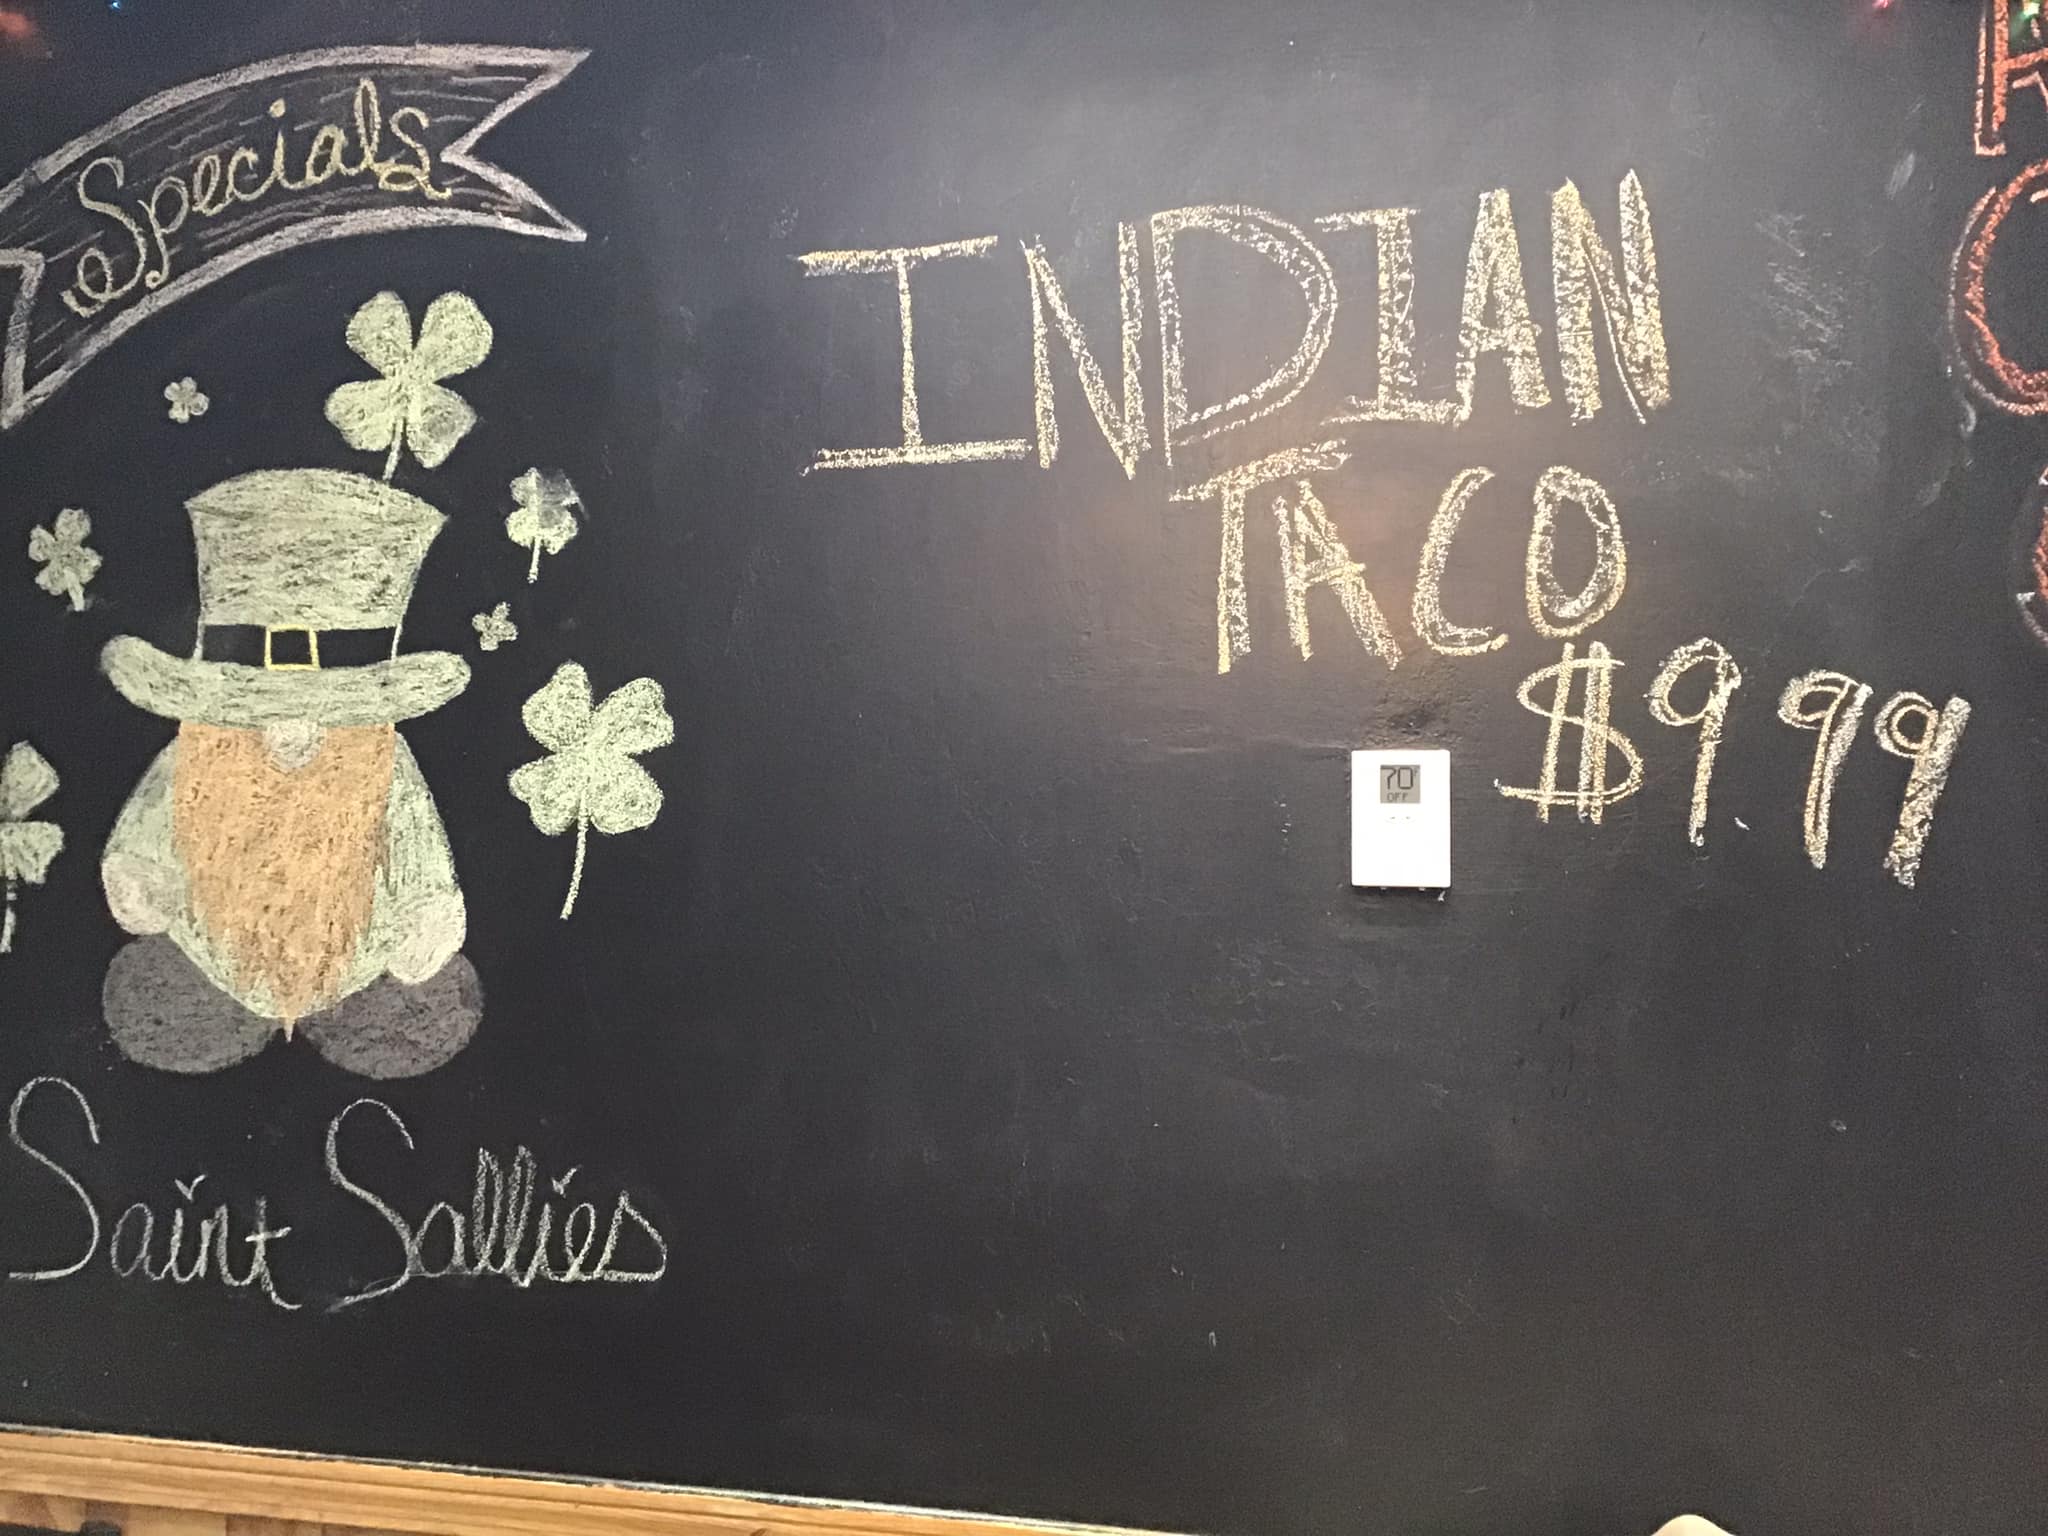 Specials
INDIAN
TACO
$9.99
70°
OFF
Saint Sallies